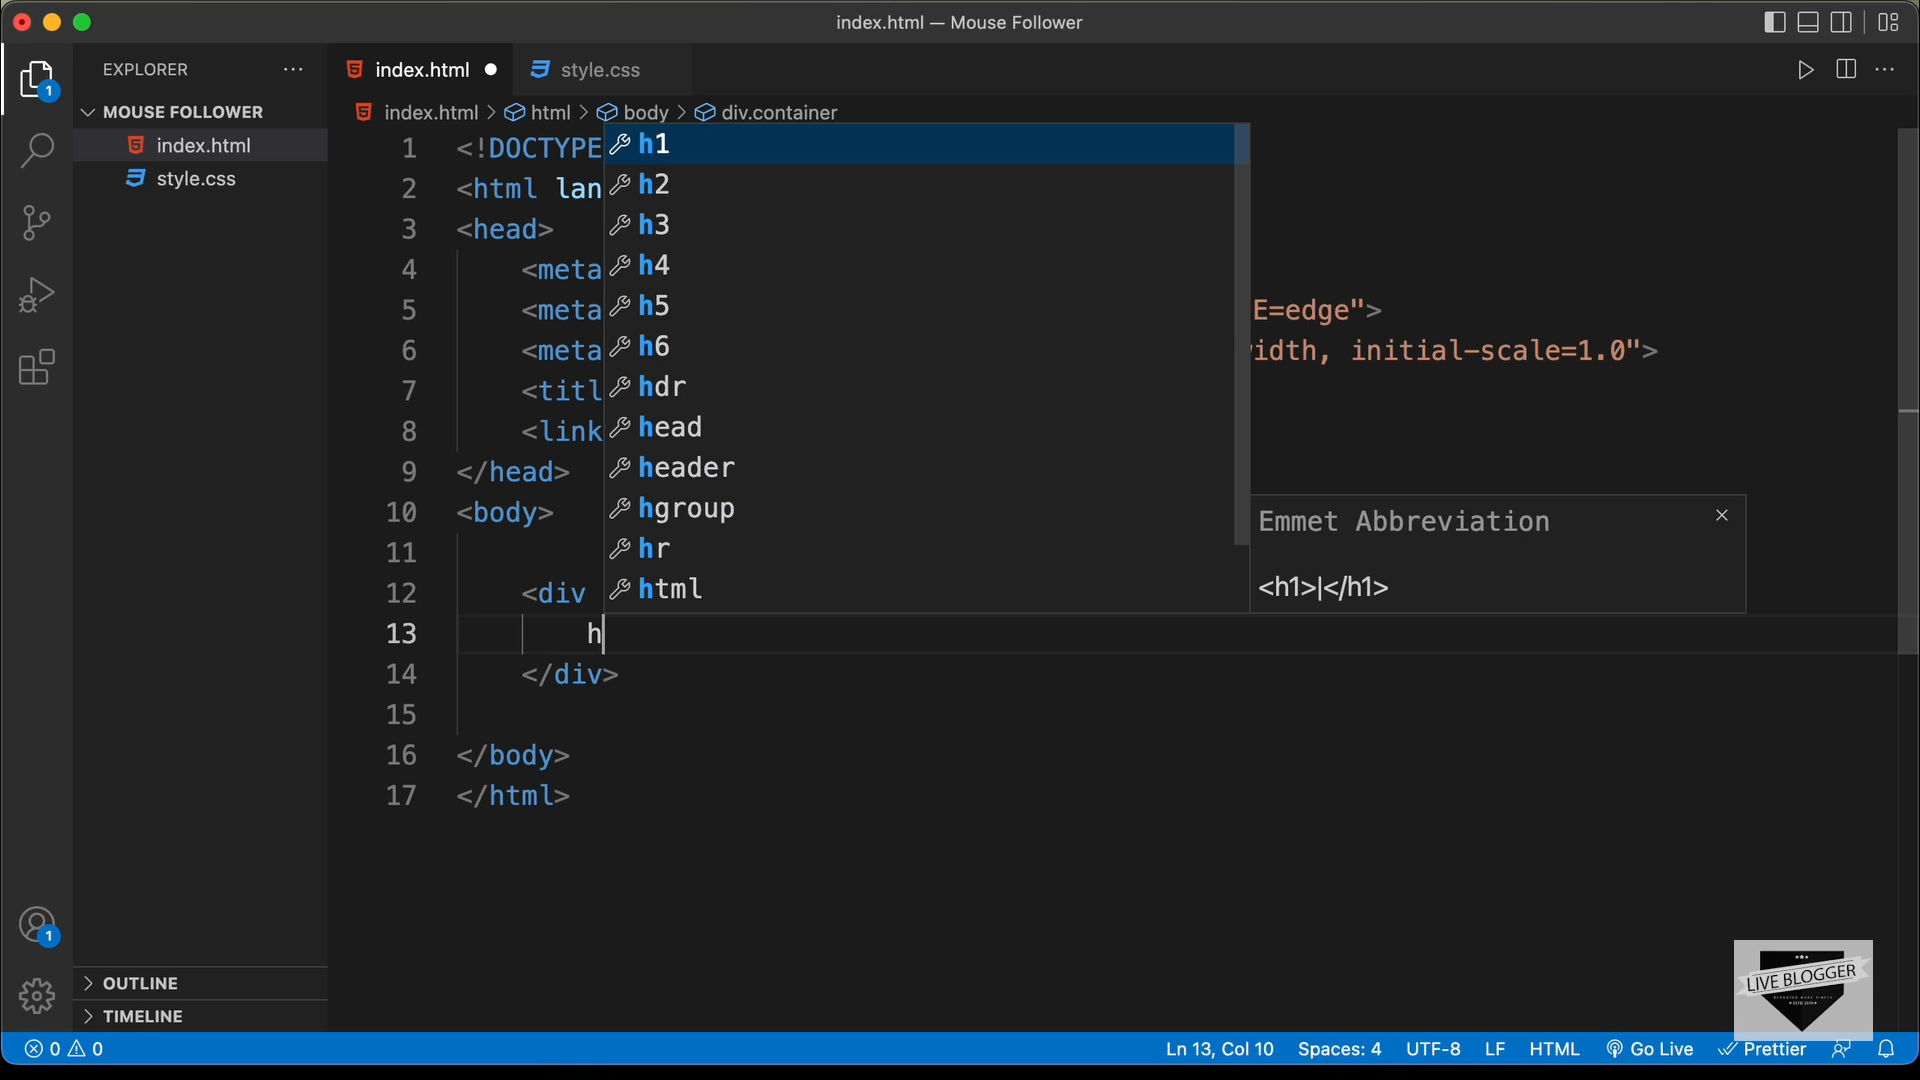 index.html — Mouse Follower
EXPLORER
MOUSE FOLLOWER
index.html
style.css
OUTLINE
TIMELINE
1
1
index.html
style.css
index.html > html > body > div.container
1 <!DOCTYPE
2 <html lan
3 <head>
4 <meta
5 <meta E=edge">
6 <meta width, initial-scale=1.0">
7 <titl
8 <link
9 </head>
10 <body>
11
12 <div
13 h
14 </div>
15
16 </body>
17 </html>
h1
h2
h3
h4
h5
h6
hdr
head
header
hgroup
hr
html
Emmet Abbreviation
<h1>|</h1>
LIVE BLOGGER
0 0
Ln 13, Col 10 Spaces: 4 UTF-8 LF HTML Go Live Prettier